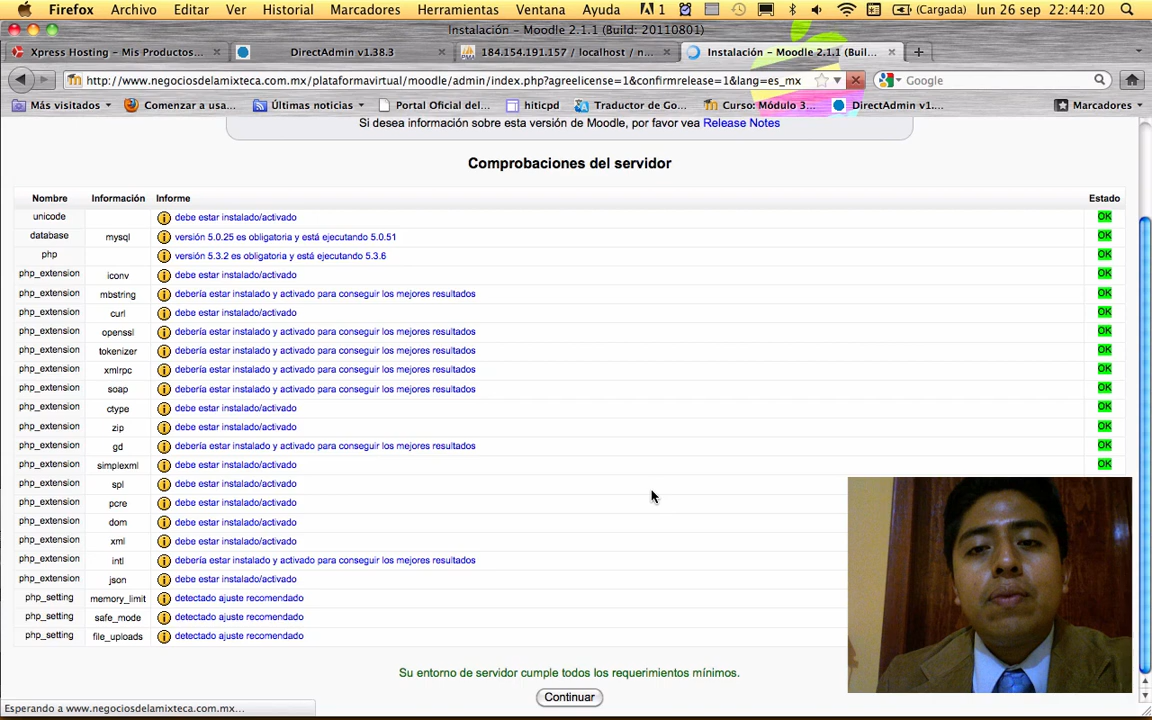 Firefox Archivo Editar Ver Historial Marcadores Herramientas Ventana Ayuda 1 (Cargada) lun 26 sep 22:44:20
Instalación – Moodle 2.1.1 (Build: 20110801)
Xpress Hosting – Mis Productos... DirectAdmin v1.38.3 184.154.191.157 / localhost / n... Instalación – Moodle 2.1.1 (Buil...
http://www.negociosdelamixteca.com.mx/plataformavirtual/moodle/admin/index.php?agreelicense=1&confirmrelease=1&lang=es_mx Google
Más visitados Comenzar a usa... Últimas noticias Portal Oficial del... hiticpd Traductor de Go... Curso: Módulo 3... DirectAdmin v1.... Marcadores
Si desea información sobre esta versión de Moodle, por favor vea Release Notes
Comprobaciones del servidor
Nombre Información Informe Estado
unicode debe estar instalado/activado OK
database mysql versión 5.0.25 es obligatoria y está ejecutando 5.0.51 OK
php versión 5.3.2 es obligatoria y está ejecutando 5.3.6 OK
php_extension iconv debe estar instalado/activado OK
php_extension mbstring debería estar instalado y activado para conseguir los mejores resultados OK
php_extension curl debe estar instalado/activado OK
php_extension openssl debería estar instalado y activado para conseguir los mejores resultados OK
php_extension tokenizer debería estar instalado y activado para conseguir los mejores resultados OK
php_extension xmlrpc debería estar instalado y activado para conseguir los mejores resultados OK
php_extension soap debería estar instalado y activado para conseguir los mejores resultados OK
php_extension ctype debe estar instalado/activado OK
php_extension zip debe estar instalado/activado OK
php_extension gd debería estar instalado y activado para conseguir los mejores resultados OK
php_extension simplexml debe estar instalado/activado OK
php_extension spl debe estar instalado/activado
php_extension pcre debe estar instalado/activado
php_extension dom debe estar instalado/activado
php_extension xml debe estar instalado/activado
php_extension intl debería estar instalado y activado para conseguir los mejores resultados
php_extension json debe estar instalado/activado
php_setting memory_limit detectado ajuste recomendado
php_setting safe_mode detectado ajuste recomendado
php_setting file_uploads detectado ajuste recomendado
Su entorno de servidor cumple todos los requerimientos mínimos.
Continuar
Esperando a www.negociosdelamixteca.com.mx...